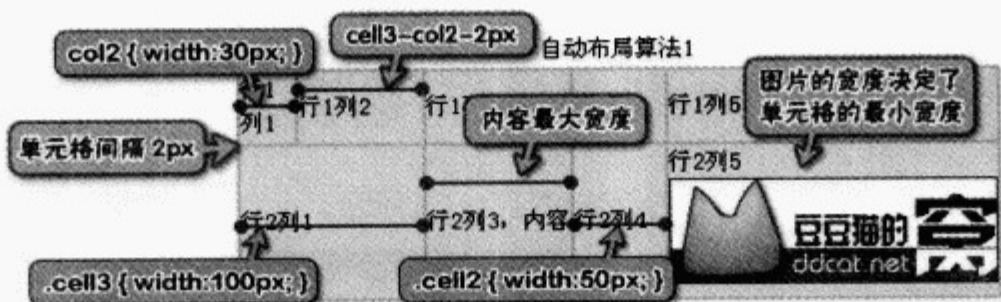 col2 { width:30px; }
cell3-col2-2px
自动布局算法1
图片的宽度决定了
单元格的最小宽度
列1
行1列2
行1
内容最大宽度
行1列5
单元格间隔 2px
行2列5
行2列1
行2列3，内容
行2列4
豆豆猫的
窝
ddcat.net
.cell3 { width:100px; }
.cell2 { width:50px; }